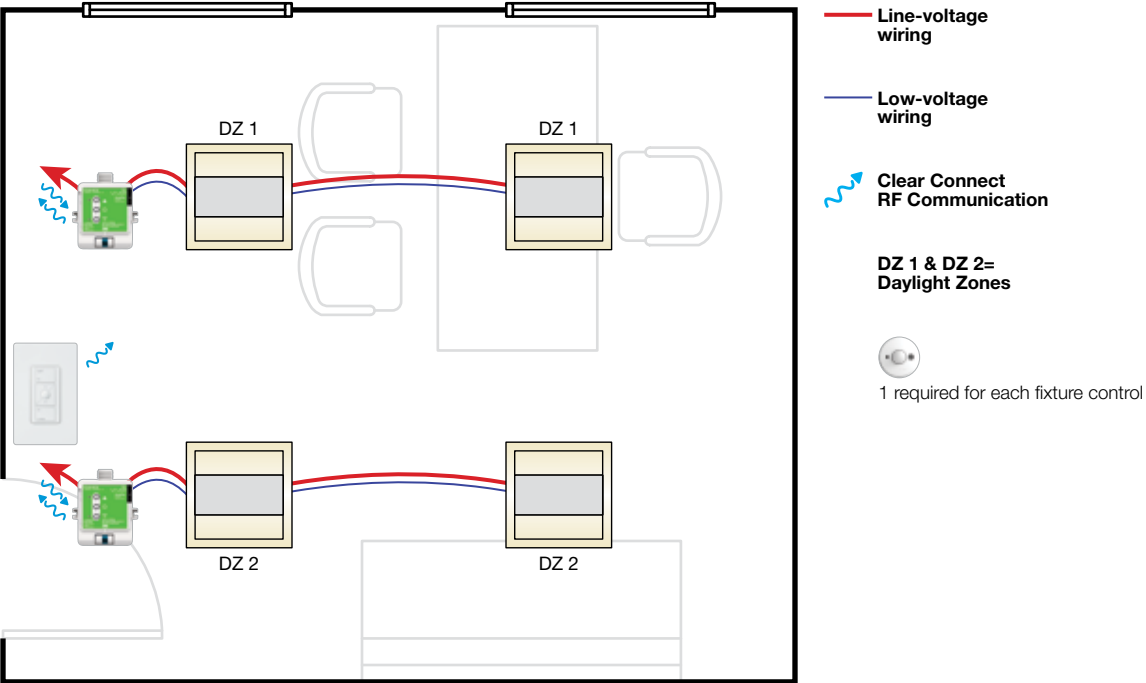 Line-voltage
wiring
Low-voltage
wiring
Clear Connect
RF Communication
DZ 1 & DZ 2=
Daylight Zones
1 required for each fixture control
DZ 1
DZ 1
DZ 2
DZ 2